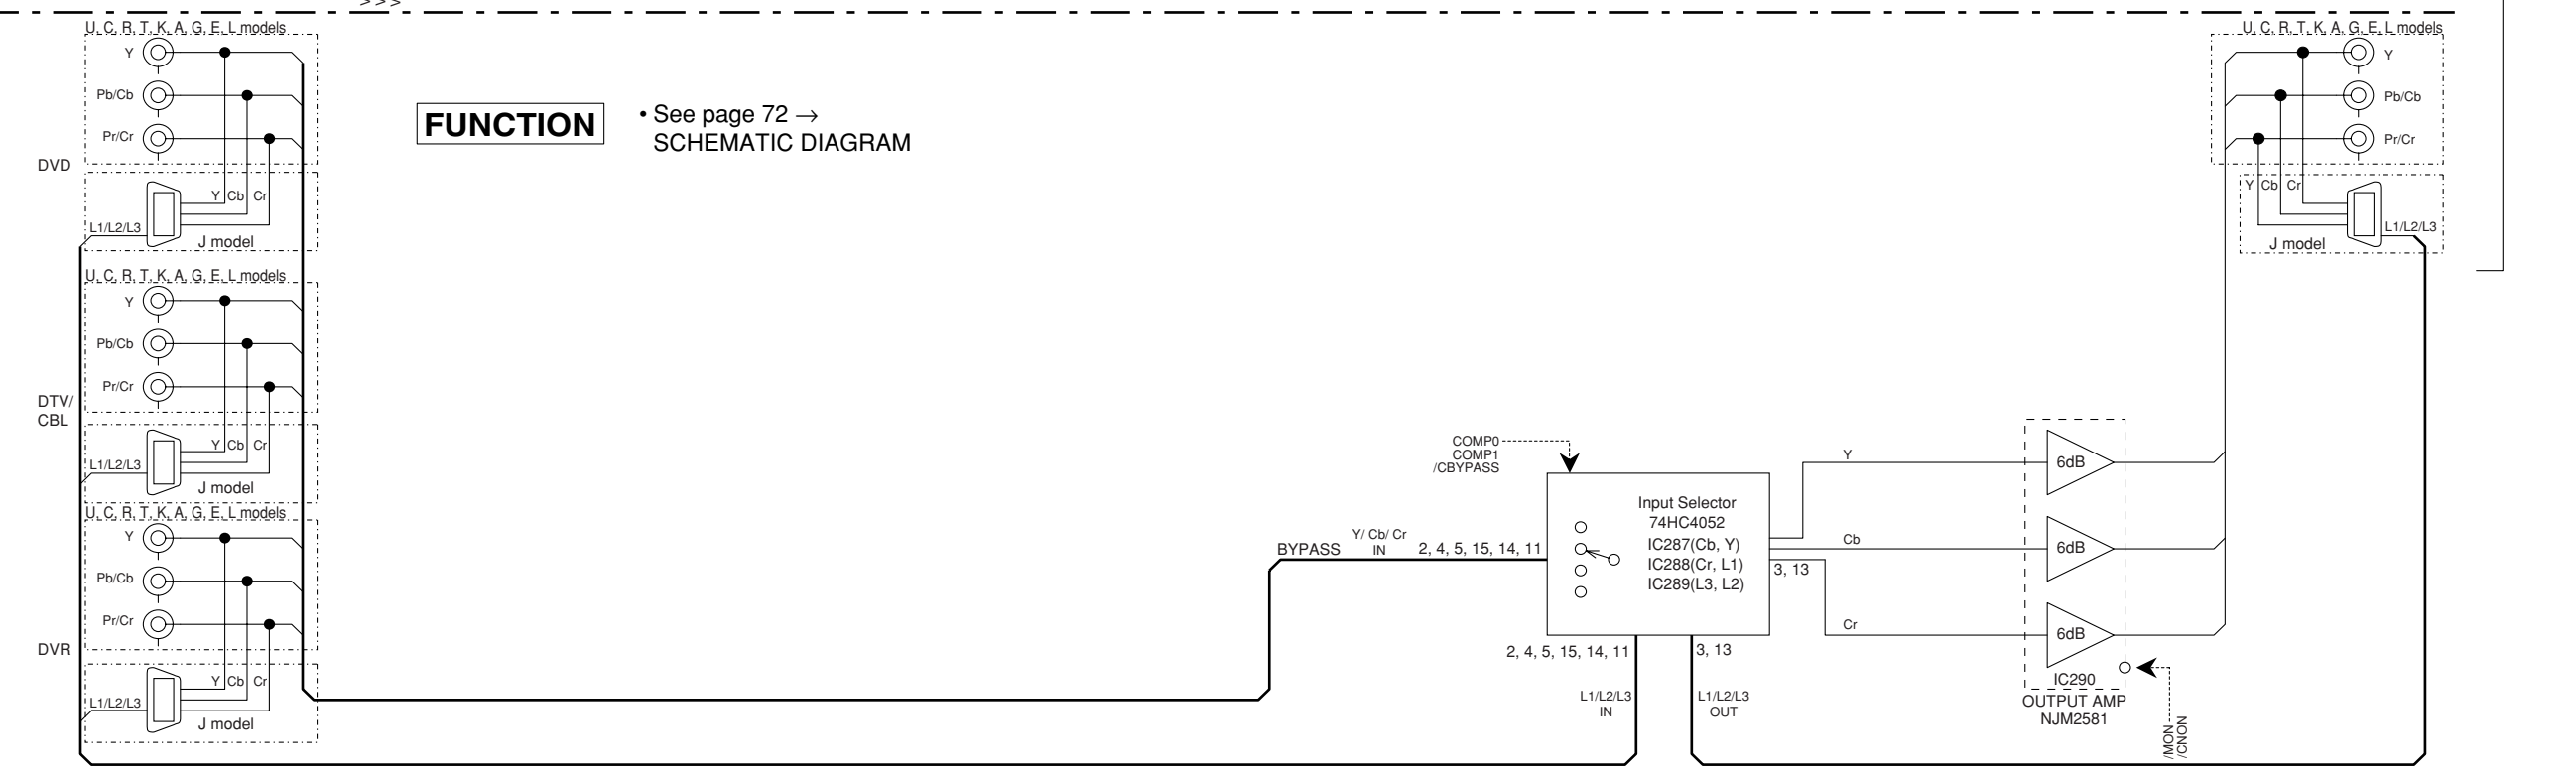 >>>
U, C, R, T, K, A, G, E, L models
Y
Pb/Cb
Pr/Cr
DVD
Y Cb Cr
L1/L2/L3
J model
U, C, R, T, K, A, G, E, L models
Y
Pb/Cb
Pr/Cr
DTV/
CBL
Y Cb Cr
L1/L2/L3
J model
U, C, R, T, K, A, G, E, L models
Y
Pb/Cb
Pr/Cr
DVR
Y Cb Cr
L1/L2/L3
J model
FUNCTION
• See page 72 →
SCHEMATIC DIAGRAM
BYPASS
Y/ Cb/ Cr
IN
2, 4, 5, 15, 14, 11
COMP0
COMP1
/CBYPASS
Input Selector
74HC4052
IC287(Cb, Y)
IC288(Cr, L1)
IC289(L3, L2)
3, 13
2, 4, 5, 15, 14, 11
3, 13
L1/L2/L3
IN
L1/L2/L3
OUT
Y
Cb
Cr
6dB
6dB
6dB
IC290
OUTPUT AMP
NJM2581
/MON
/CNON
U, C, R, T, K, A, G, E, L models
Y
Pb/Cb
Pr/Cr
Y Cb Cr
L1/L2/L3
J model